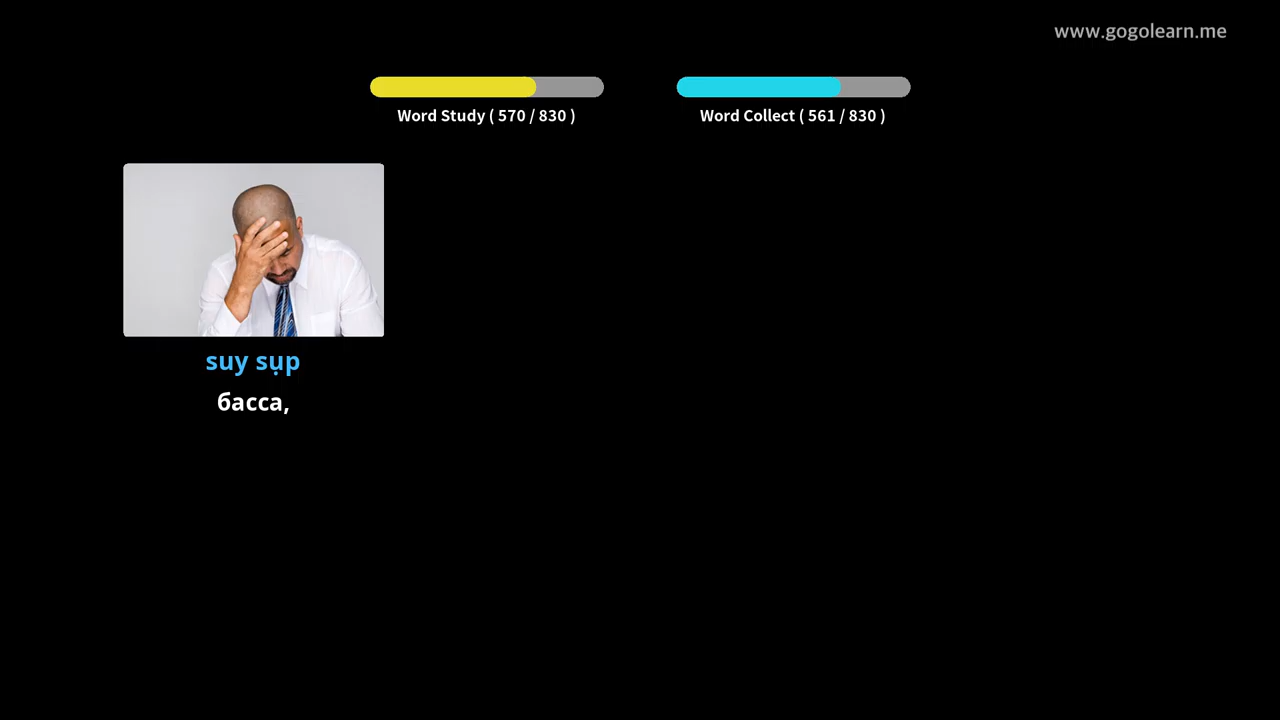 www.gogolearn.me
Word Study ( 570 / 830 )
Word Collect ( 561 / 830 )
suy sụp
басса,